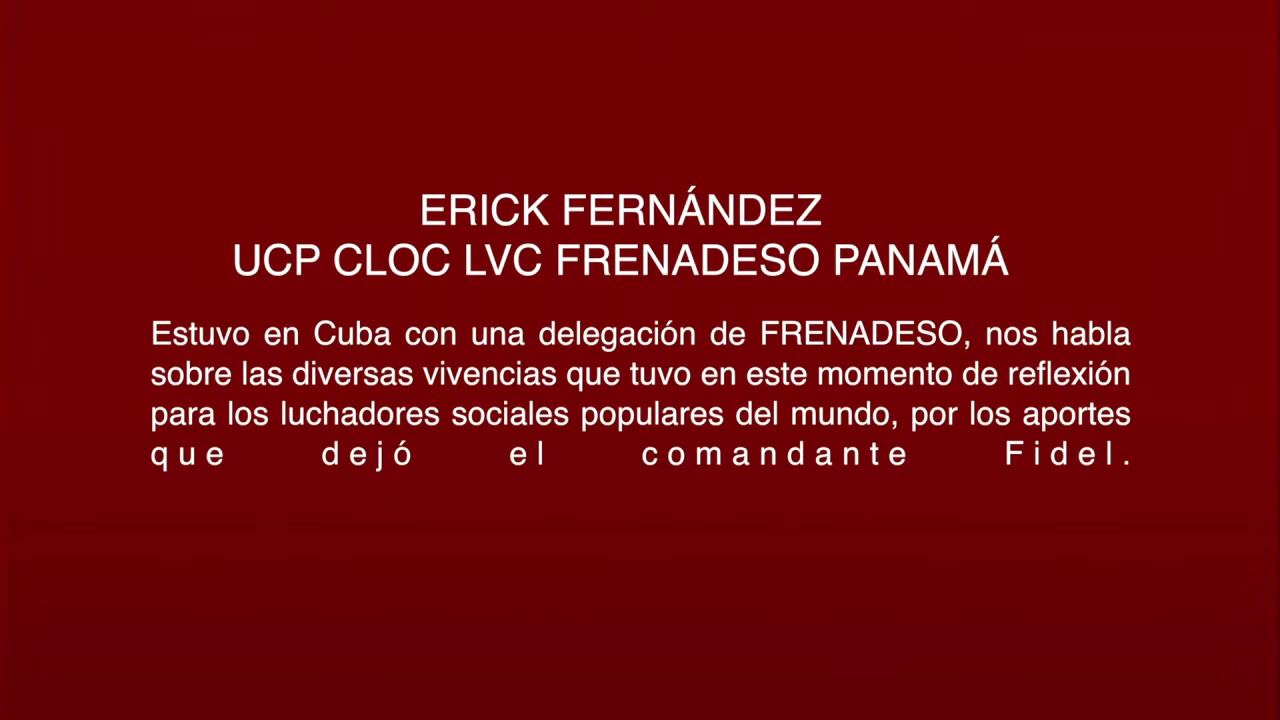 ERICK FERNÁNDEZ
UCP CLOC LVC FRENADESO PANAMÁ
Estuvo en Cuba con una delegación de FRENADESO, nos habla
sobre las diversas vivencias que tuvo en este momento de reflexión
para los luchadores sociales populares del mundo, por los aportes
que dejó el comandante Fidel.